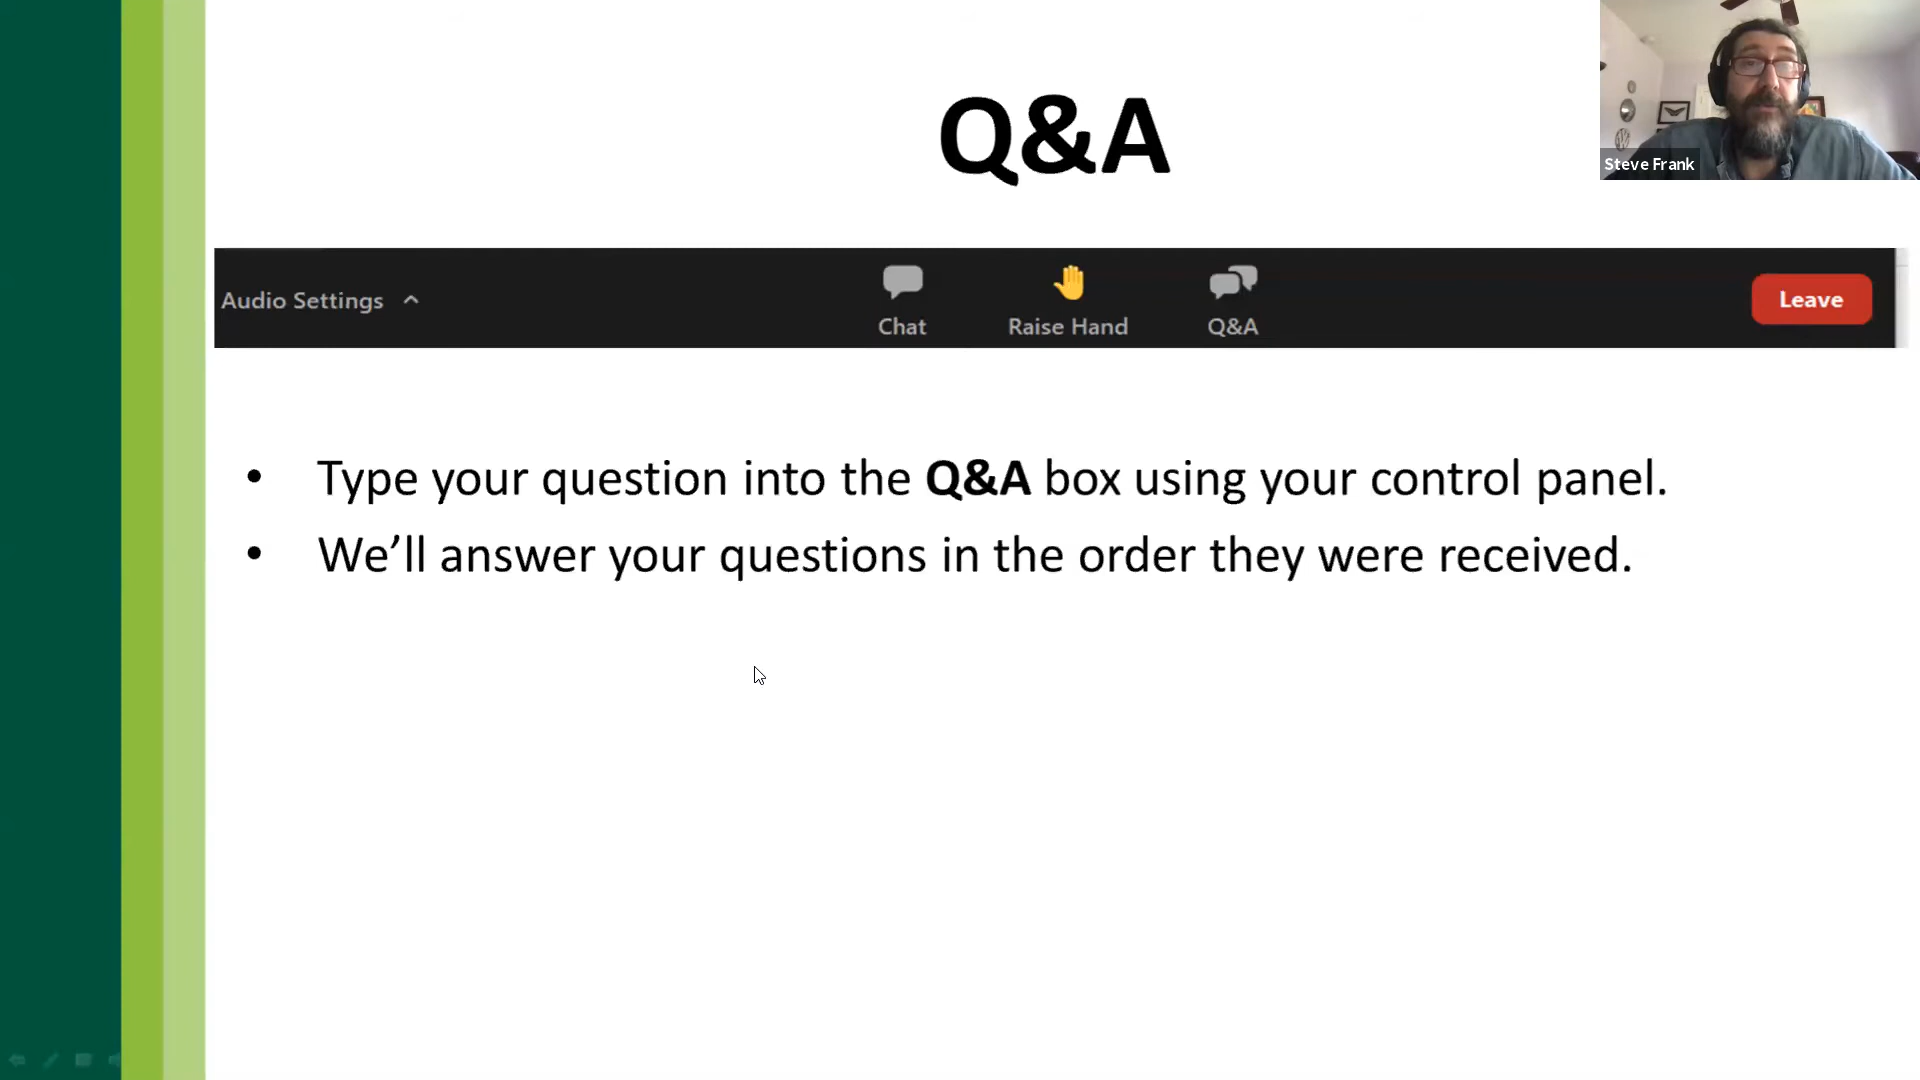 Q&A
Steve Frank
Audio Settings
Chat
Raise Hand
Q&A
Leave
• Type your question into the Q&A box using your control panel.
• We’ll answer your questions in the order they were received.